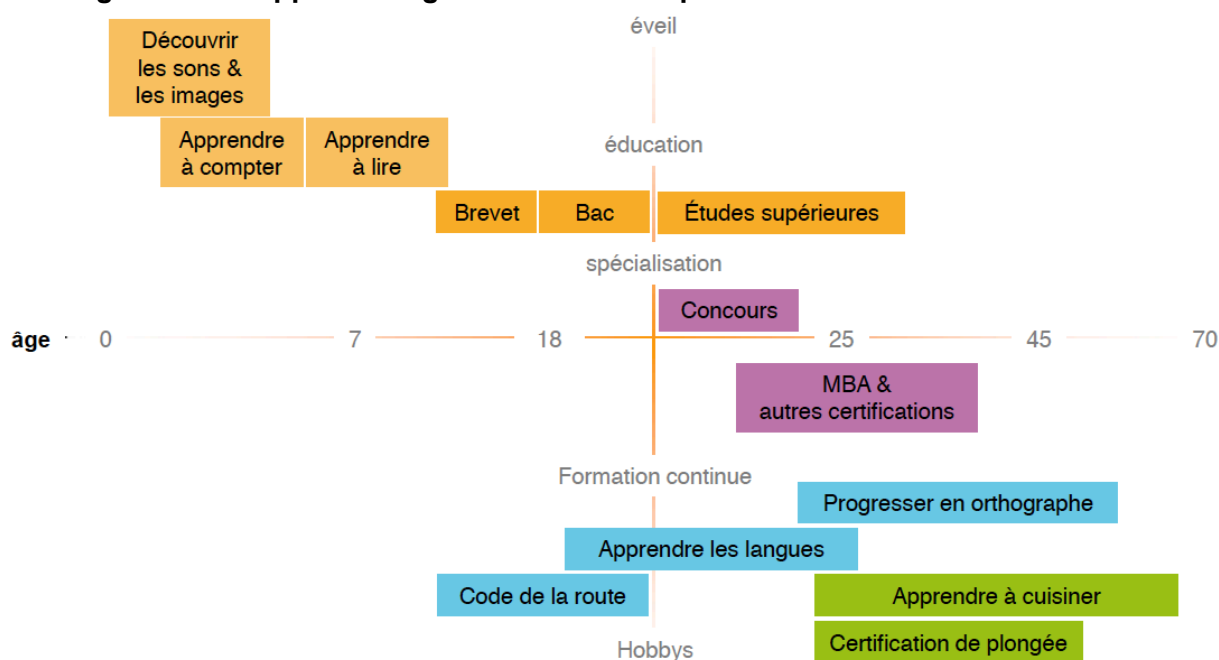 éveil
Découvrir
les sons &
les images
Apprendre
à compter
Apprendre
à lire
éducation
Brevet
Bac
Études supérieures
spécialisation
Concours
âge 0 7 18 25 45 70
MBA &
autres certifications
Formation continue
Progresser en orthographe
Apprendre les langues
Code de la route
Apprendre à cuisiner
Hobbys
Certification de plongée